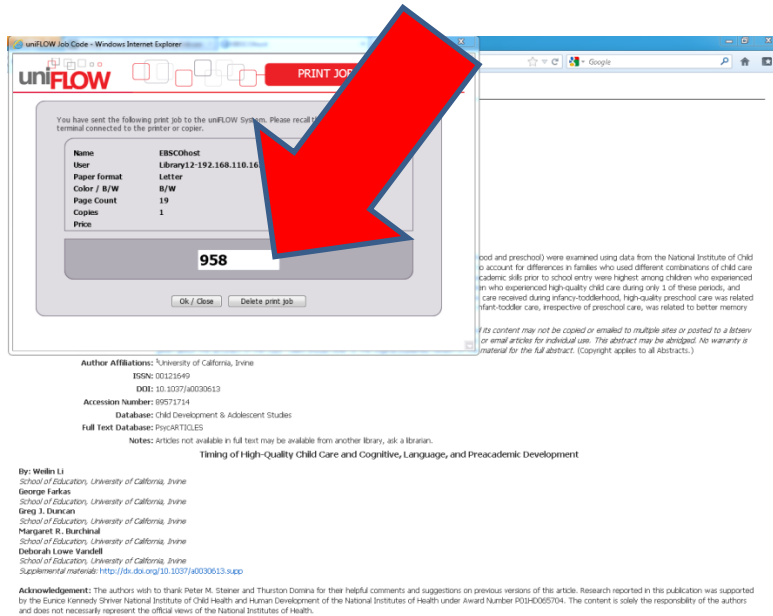 uniFLOW Job Code - Windows Internet Explorer
Google
uniFLOW
PRINT JOB
You have sent the following print job to the uniFLOW System. Please recall
terminal connected to the printer or copier.
Name EBSCOhost
User Library12-192.168.110.16
Paper format Letter
Color / B/W B/W
Page Count 19
Copies 1
Price
958
Ok / Close Delete print job
and preschool) were examined using data from the National Institute of Child
account for differences in families who used different combinations of child care
academic skills prior to school entry were highest among children who experienced
who experienced high-quality child care during only 1 of these periods, and
care received during infancy-toddlerhood, high-quality preschool care was related
infant-toddler care, irrespective of preschool care, was related to better memory
its content may not be copied or emailed to multiple sites or posted to a listserv
or email articles for individual use. This abstract may be abridged. No warranty is
material for the full abstract. (Copyright applies to all Abstracts.)
Author Affiliations: ¹University of California, Irvine
ISSN: 00121649
DOI: 10.1037/a0030613
Accession Number: 89571714
Database: Child Development & Adolescent Studies
Full Text Database: PsycARTICLES
Notes: Articles not available in full text may be available from another library, ask a librarian.
Timing of High-Quality Child Care and Cognitive, Language, and Preacademic Development
By: Weilin Li
School of Education, University of California, Irvine
George Farkas
School of Education, University of California, Irvine
Greg J. Duncan
School of Education, University of California, Irvine
Margaret R. Burchinal
School of Education, University of California, Irvine
Deborah Lowe Vandell
School of Education, University of California, Irvine
Supplemental materials: http://dx.doi.org/10.1037/a0030613.supp
Acknowledgement: The authors wish to thank Peter M. Steiner and Thurston Domina for their helpful comments and suggestions on previous versions of this article. Research reported in this publication was supported
by the Eunice Kennedy Shriver National Institute of Child Health and Human Development of the National Institutes of Health under Award Number P01HD065704. The content is solely the responsibility of the authors
and does not necessarily represent the official views of the National Institutes of Health.